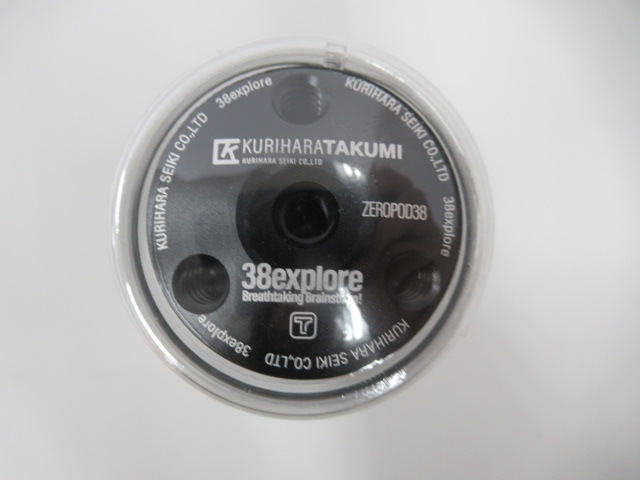 38explore
KURIHARA SEIKI CO.,LTD
KURIHARA SEIKI CO.,LTD
KURIHARATAKUMI
KURIHARA SEIKI CO.,LTD
38explore
ZEROPOD38
38explore
Breathtaking Brainstorm!
T
38explore
KURIHARA SEIKI CO.,LTD